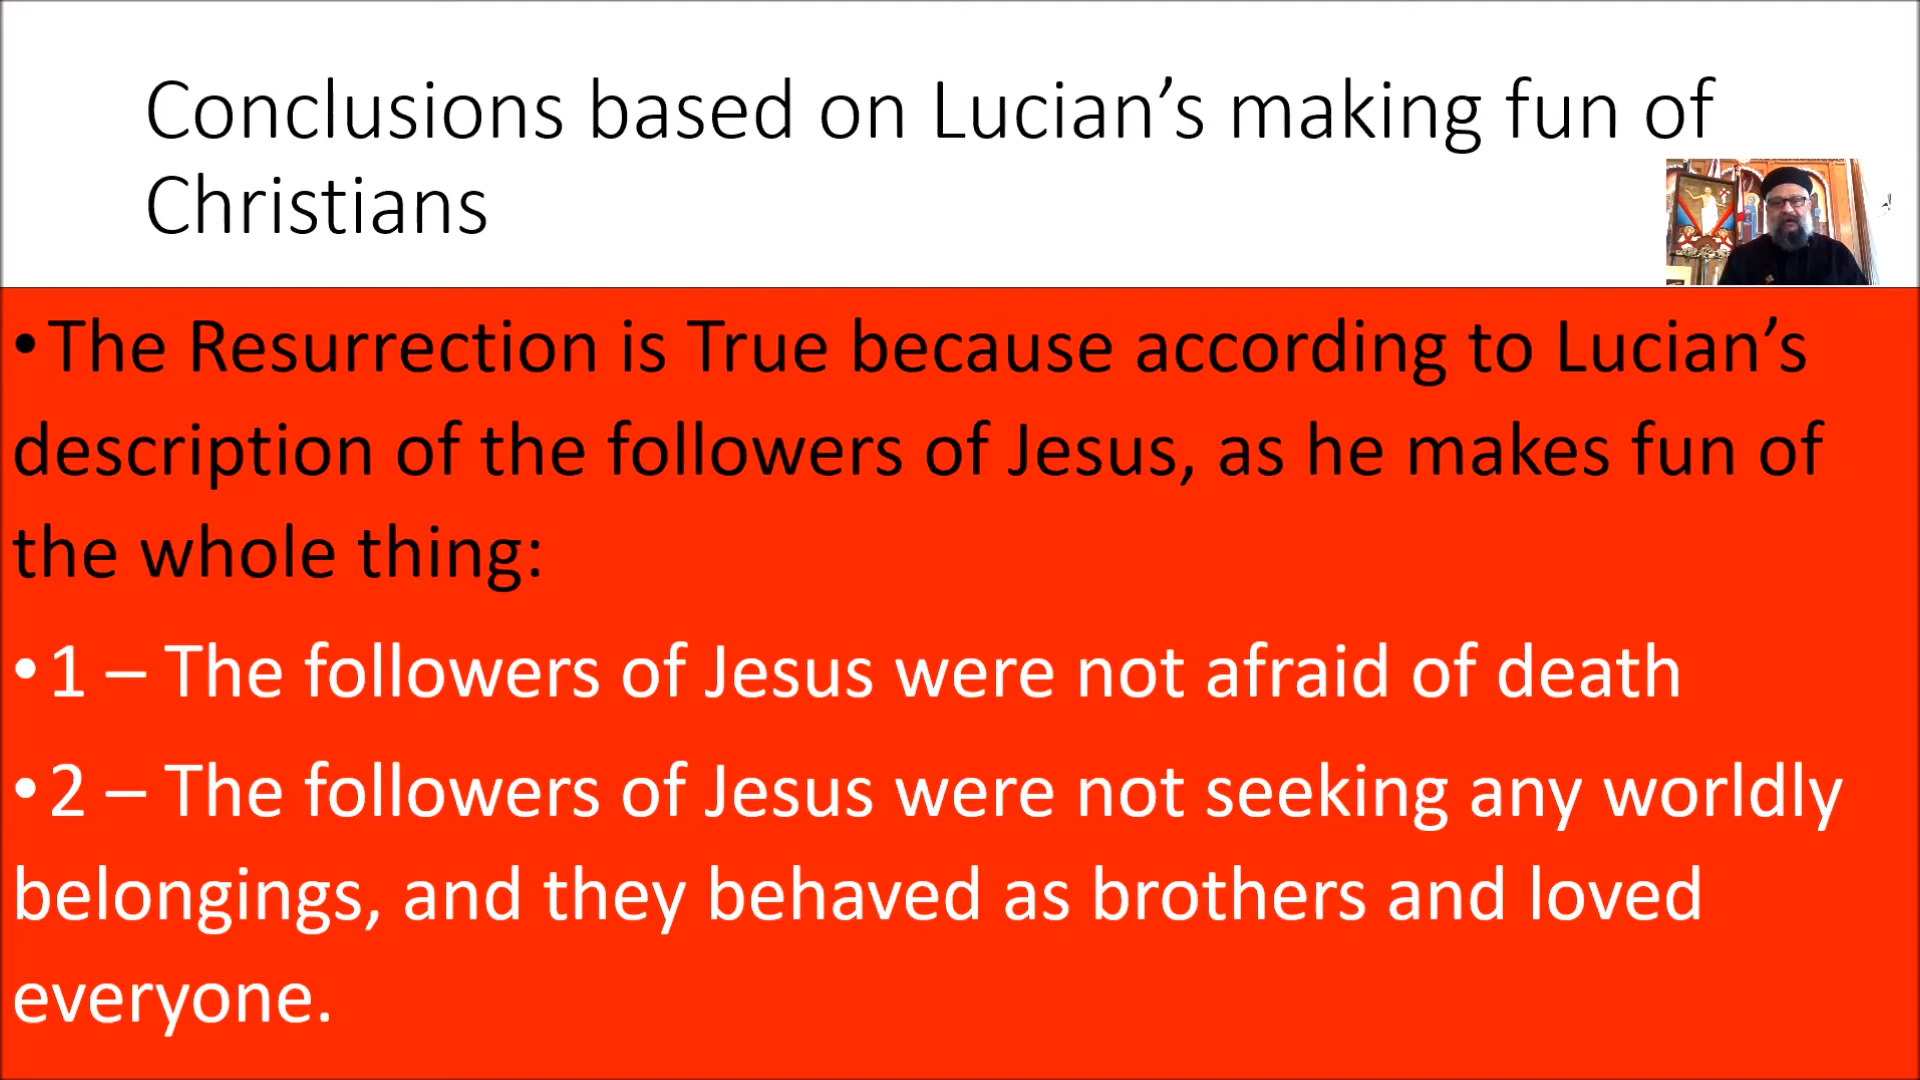 Conclusions based on Lucian’s making fun of
Christians
•The Resurrection is True because according to Lucian’s
description of the followers of Jesus, as he makes fun of
the whole thing:
•1 – The followers of Jesus were not afraid of death
•2 – The followers of Jesus were not seeking any worldly
belongings, and they behaved as brothers and loved
everyone.